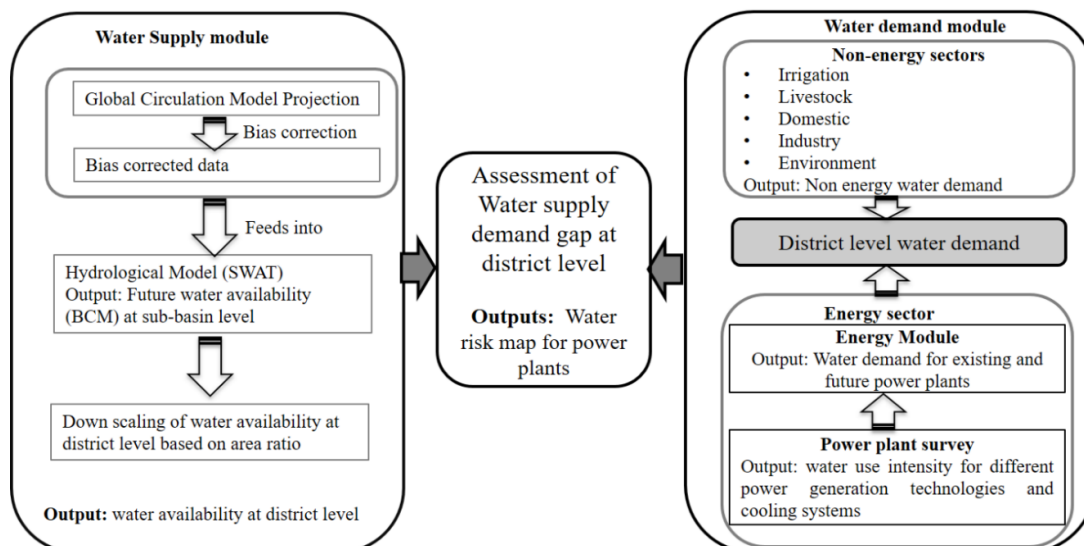 Water Supply module
Global Circulation Model Projection
Bias correction
Bias corrected data
Feeds into
Hydrological Model (SWAT)
Output: Future water availability
(BCM) at sub-basin level
Down scaling of water availability at
district level based on area ratio
Output: water availability at district level
Assessment of
Water supply
demand gap at
district level
Outputs: Water
risk map for power
plants
Water demand module
Non-energy sectors
• Irrigation
• Livestock
• Domestic
• Industry
• Environment
Output: Non energy water demand
District level water demand
Energy sector
Energy Module
Output: Water demand for existing and
future power plants
Power plant survey
Output: water use intensity for different
power generation technologies and
cooling systems